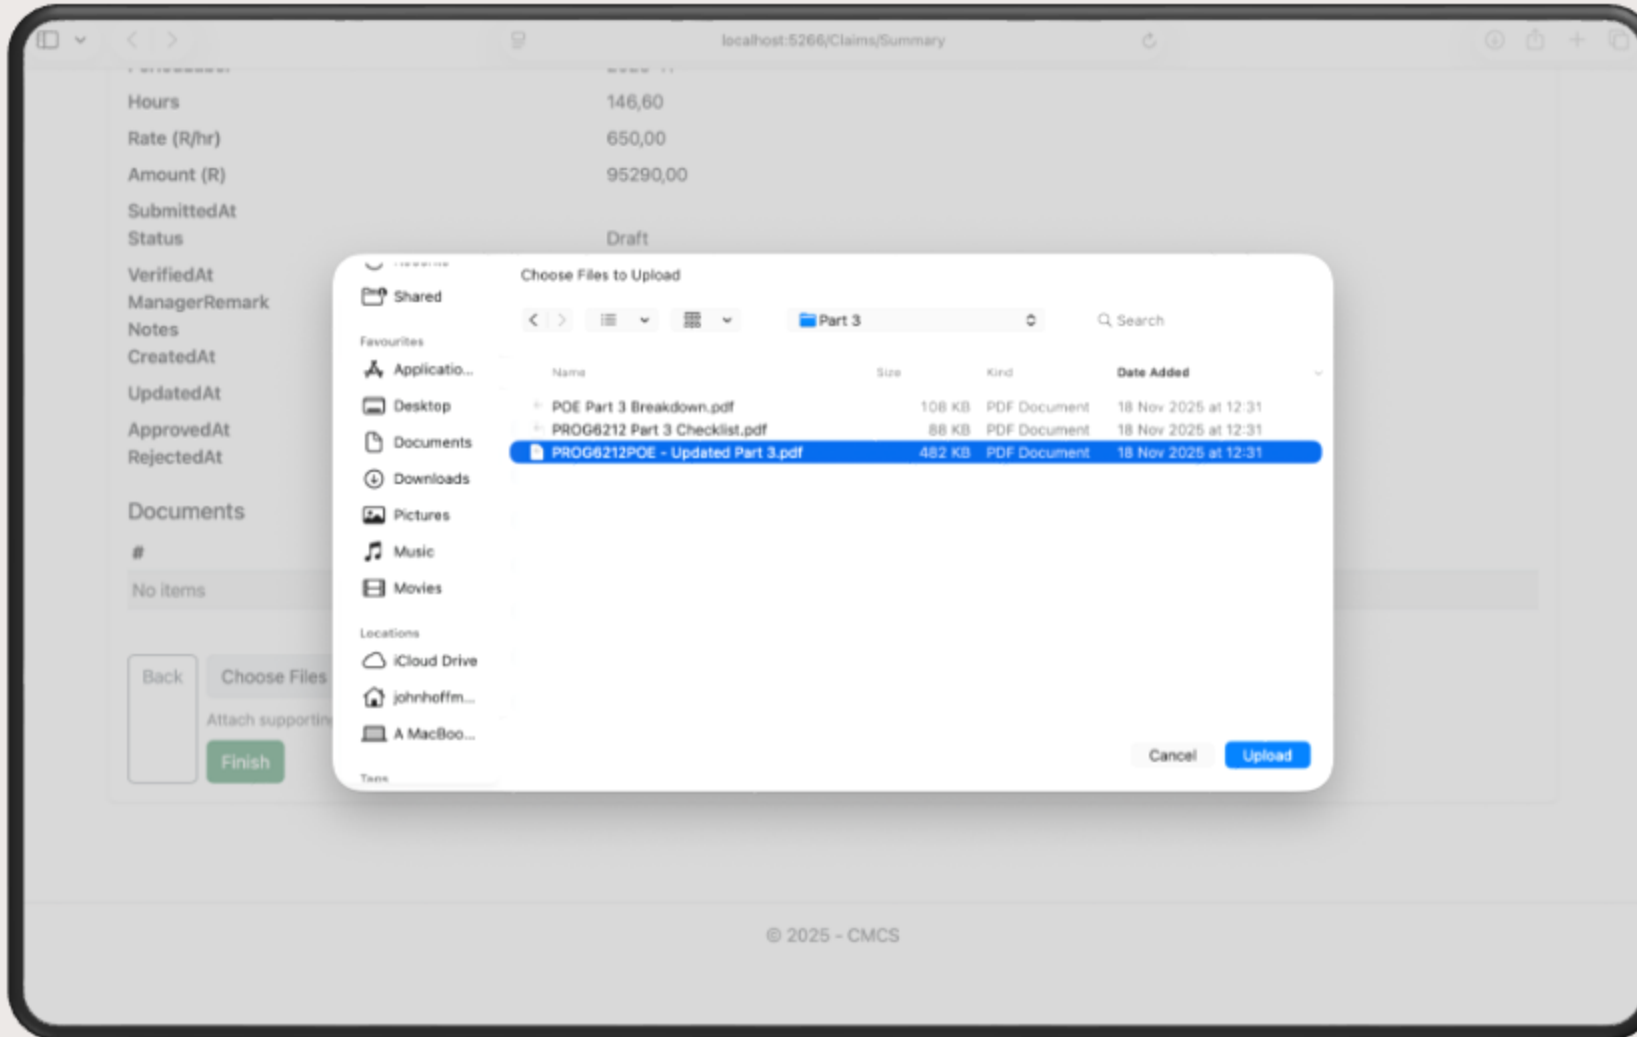 localhost:5266/Claims/Summary
Hours 146,60
Rate (R/hr) 650,00
Amount (R) 95290,00
SubmittedAt
Status Draft
VerifiedAt
ManagerRemark
Notes
CreatedAt
UpdatedAt
ApprovedAt
RejectedAt
Documents
#
No items
Back
Choose Files
Attach supportin
Finish
Shared
Favourites
Applicatio...
Desktop
Documents
Downloads
Pictures
Music
Movies
Locations
iCloud Drive
johnhoffm...
A MacBoo...
Tags
Choose Files to Upload
Part 3
Search
Name Size Kind Date Added
POE Part 3 Breakdown.pdf 108 KB PDF Document 18 Nov 2025 at 12:31
PROG6212 Part 3 Checklist.pdf 88 KB PDF Document 18 Nov 2025 at 12:31
PROG6212POE - Updated Part 3.pdf 482 KB PDF Document 18 Nov 2025 at 12:31
Cancel Upload
© 2025 - CMCS